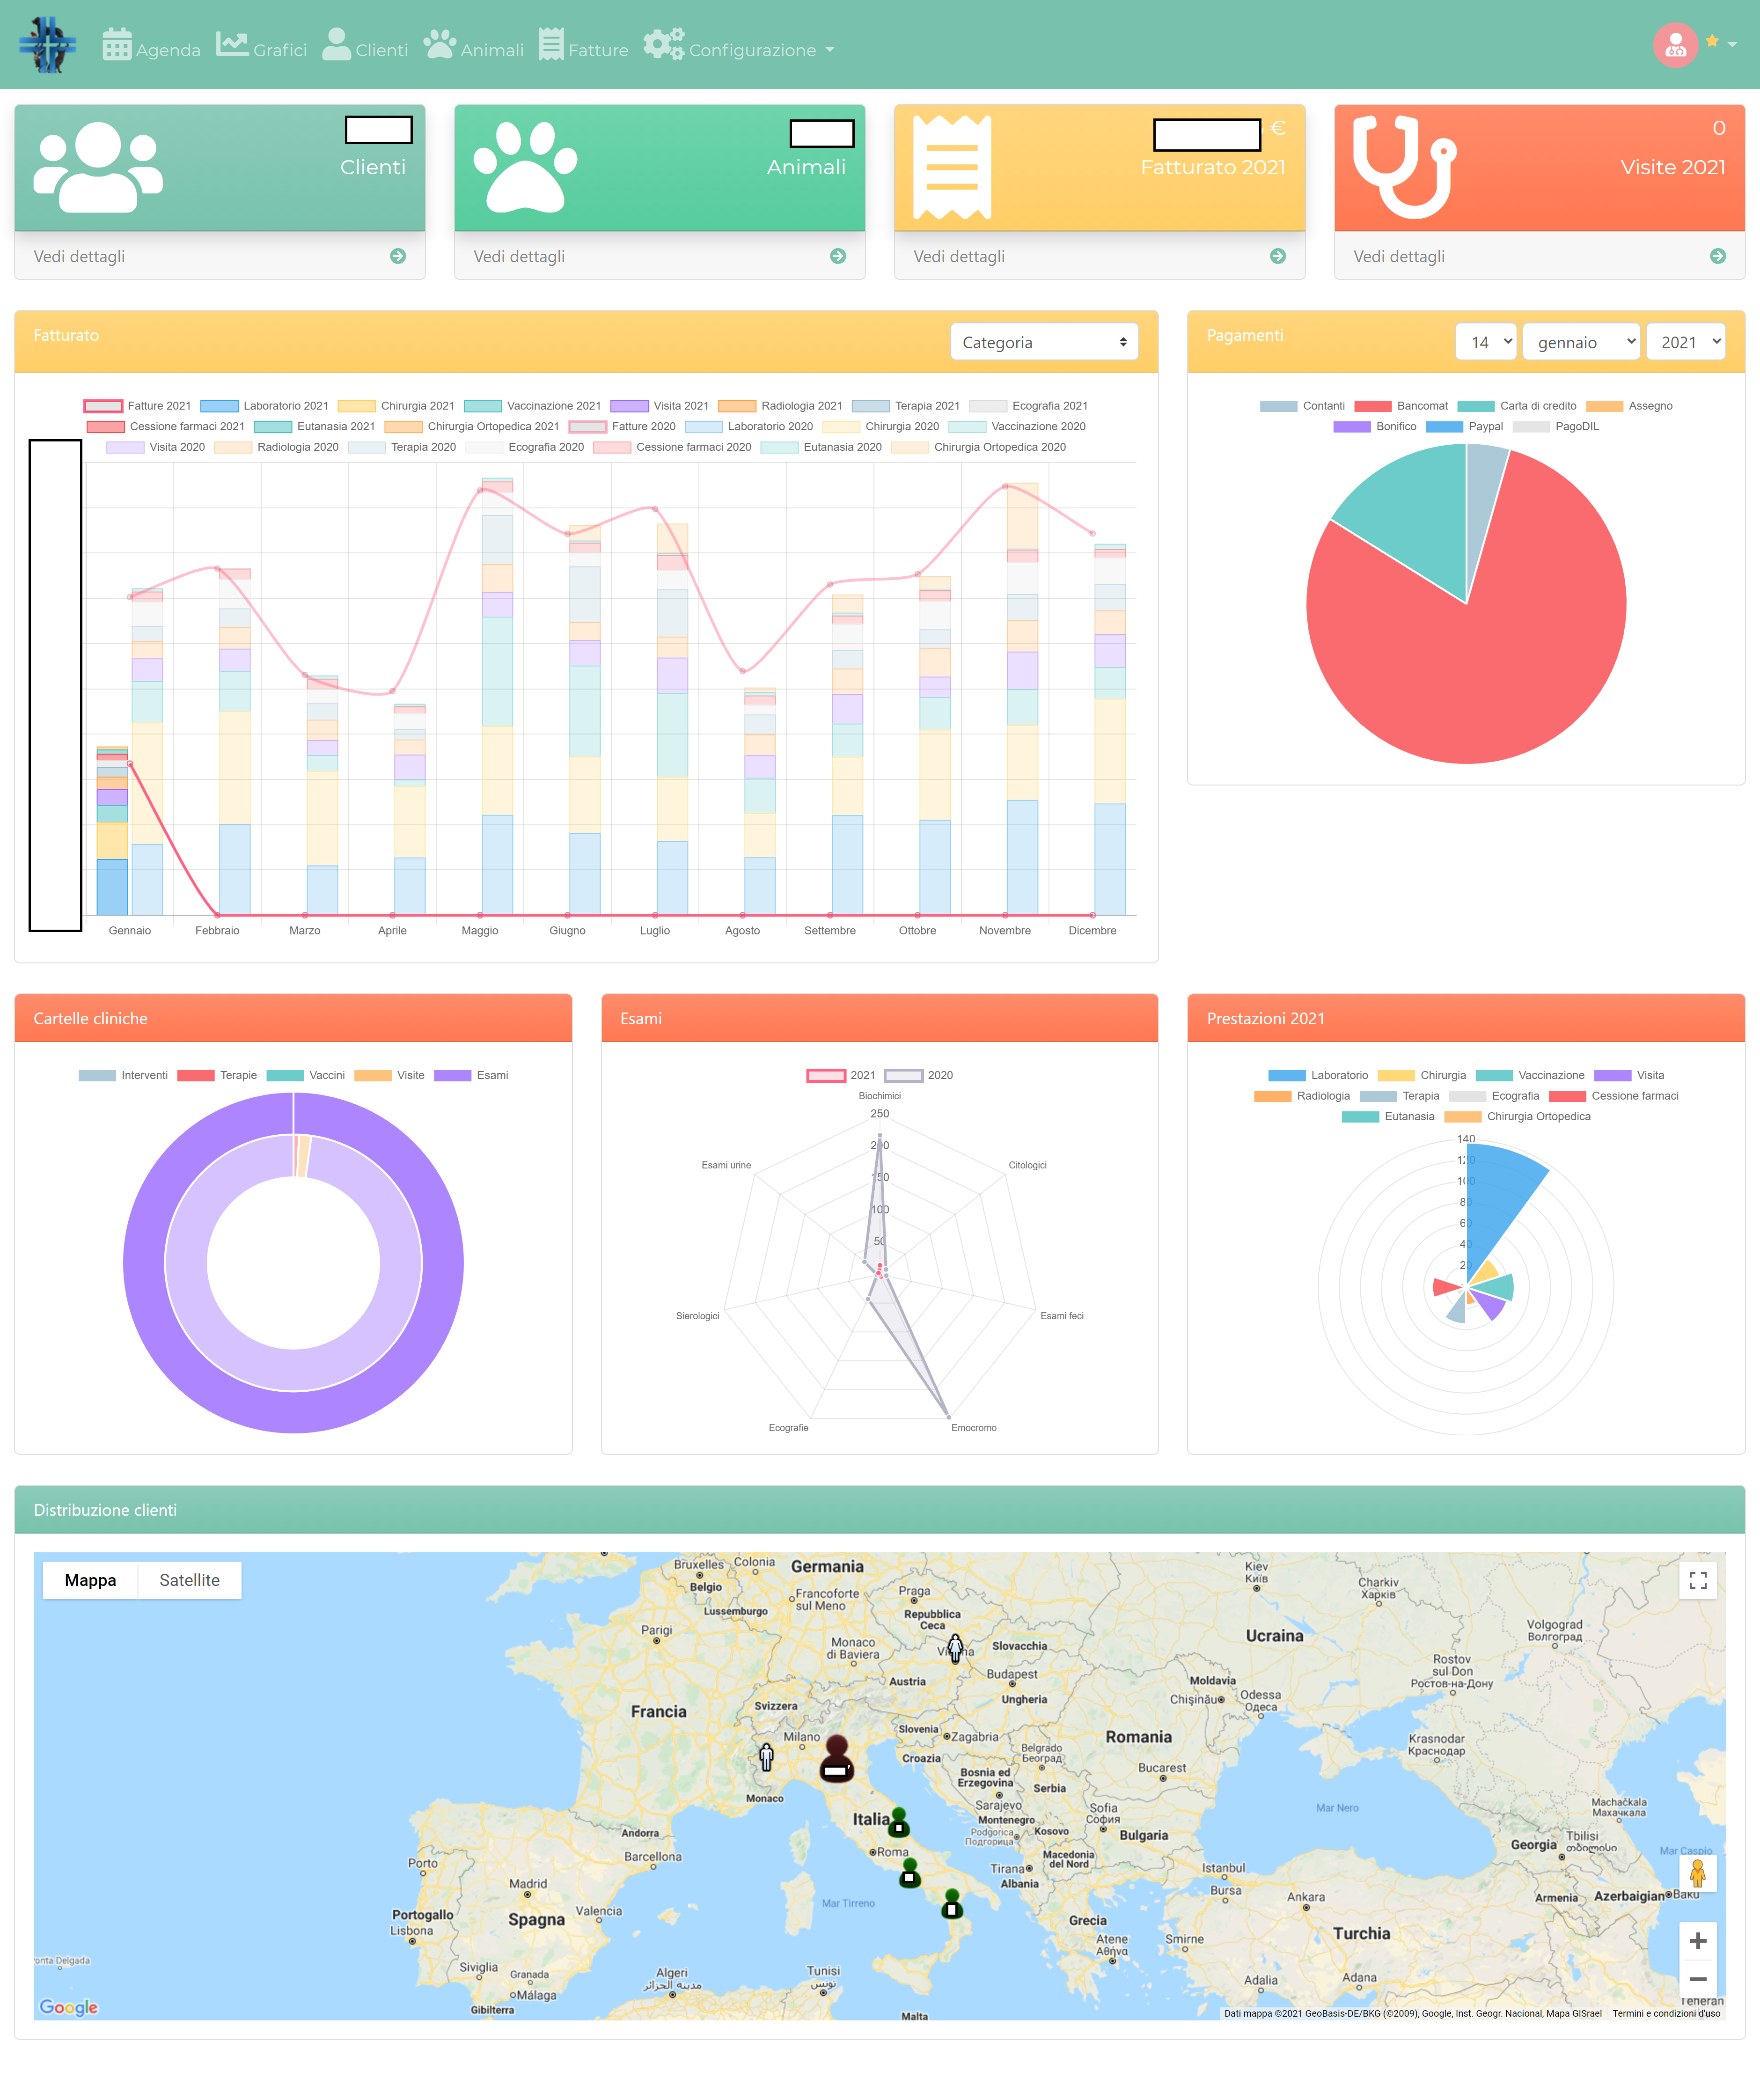 Agenda Grafici Clienti Animali Fatture Configurazione
Clienti
Vedi dettagli
Animali
Vedi dettagli
€
Fatturato 2021
Vedi dettagli
0
Visite 2021
Vedi dettagli
Fatturato
Categoria
Fatture 2021 Laboratorio 2021 Chirurgia 2021 Vaccinazione 2021 Visita 2021 Radiologia 2021 Terapia 2021 Ecografia 2021
Cessione farmaci 2021 Eutanasia 2021 Chirurgia Ortopedica 2021 Fatture 2020 Laboratorio 2020 Chirurgia 2020 Vaccinazione 2020
Visita 2020 Radiologia 2020 Terapia 2020 Ecografia 2020 Cessione farmaci 2020 Eutanasia 2020 Chirurgia Ortopedica 2020
Gennaio Febbraio Marzo Aprile Maggio Giugno Luglio Agosto Settembre Ottobre Novembre Dicembre
Pagamenti
14 gennaio 2021
Contanti Bancomat Carta di credito Assegno
Bonifico Paypal PagoDIL
Cartelle cliniche
Interventi Terapie Vaccini Visite Esami
Esami
2021 2020
Biochimici
250
200
150
100
50
Esami urine
Citologici
Sierologici
Esami feci
Ecografie
Emocromo
Prestazioni 2021
Laboratorio Chirurgia Vaccinazione Visita
Radiologia Terapia Ecografia Cessione farmaci
Eutanasia Chirurgia Ortopedica
140
120
100
80
60
40
20
Distribuzione clienti
Mappa Satellite
Bruxelles
Colonia
Germania
Belgio
Francoforte
sul Meno
Praga
Lussemburgo
Repubblica
Ceca
Kiev
Київ
Charkiv
Харків
Parigi
Monaco
di Baviera
Slovacchia
Ucraina
Volgograd
Волгоград
Austria
Budapest
Ungheria
Moldavia
Chișinău
Odessa
Одеса
Rostov
sul Don
Ростов-на-Дону
Francia
Svizzera
Milano
Slovenia
Zagabria
Croazia
Belgrado
Београд
Romania
Krasnodar
Краснодар
Bosnia ed
Erzegovina
Serbia
Bucarest
Monaco
Sarajevo
Сарајево
Sofia
София
Mar Nero
Machačkala
Махачкала
Italia
Montenegro
Podgorica
Подгорица
Kosovo
Bulgaria
Andorra
Georgia
Tbilisi
თბილისი
Mar Caspio
Porto
Barcellona
Roma
Tirana
Macedonia
del Nord
Albania
Istanbul
Madrid
Bursa
Ankara
Armenia
Azerbaigian
Baku
Portogallo
Lisbona
Spagna
Valencia
Mar Tirreno
Grecia
Smirne
Turchia
Atene
Αθήνα
Siviglia
Granada
Málaga
Gibilterra
Algeri
مدينة الجزائر
Tunisi
تونس
Malta
Adalia
Adana
Teheran
Google
Dati mappa ©2021 GeoBasis-DE/BKG (©2009), Google, Inst. Geogr. Nacional, Mapa GISrael Termini e condizioni d'uso